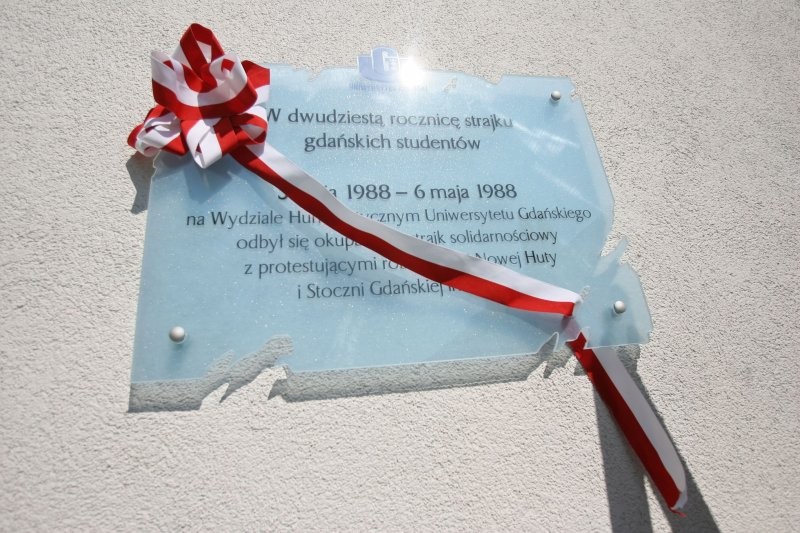 W dwudziestą rocznicę strajku
gdańskich studentów
1988 – 6 maja 1988
na Wydziale Uniwersytetu Gdańskiego
odbył się solidarnościowy
z protestującymi Nowej Huty
i Stoczni Gdańskiej